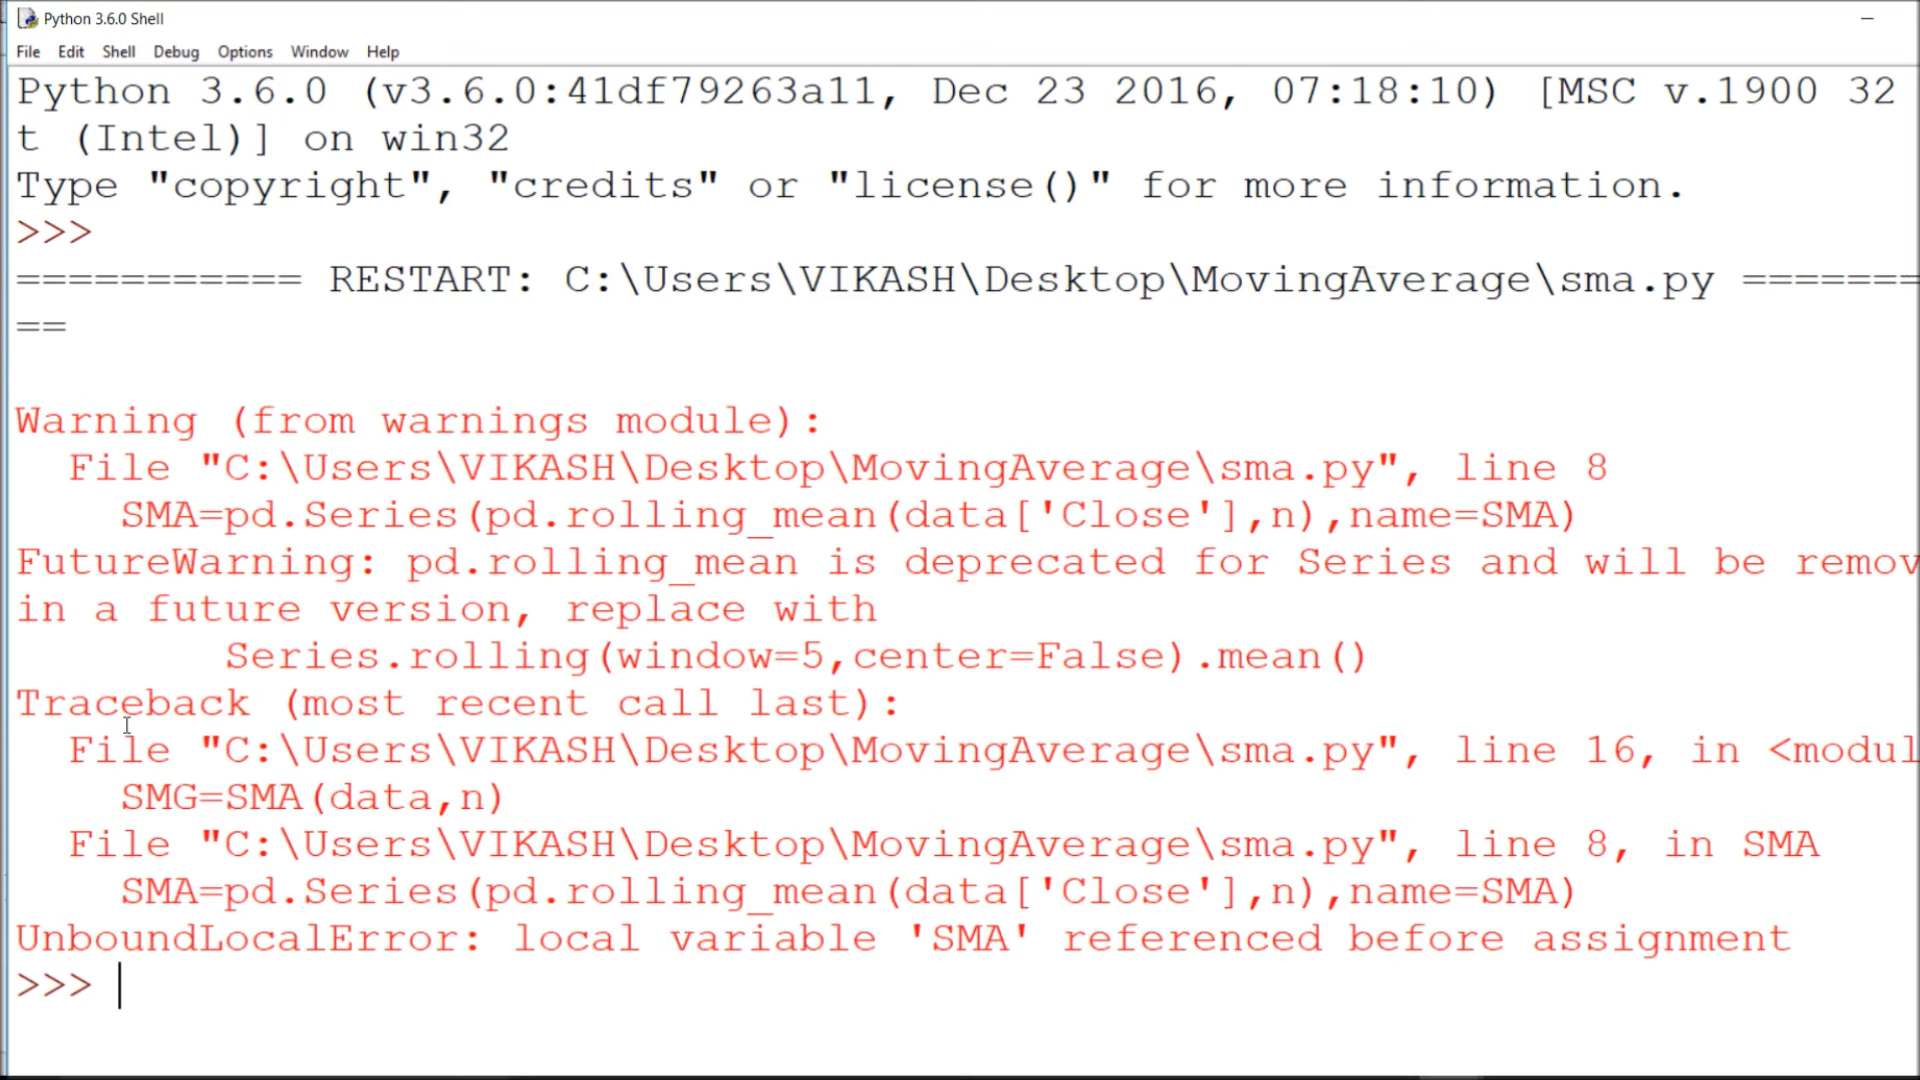 Python 3.6.0 Shell
File Edit Shell Debug Options Window Help
Python 3.6.0 (v3.6.0:41df79263a11, Dec 23 2016, 07:18:10) [MSC v.1900 32
t (Intel)] on win32
Type "copyright", "credits" or "license()" for more information.
>>>
=========== RESTART: C:\Users\VIKASH\Desktop\MovingAverage\sma.py =======
==
Warning (from warnings module):
  File "C:\Users\VIKASH\Desktop\MovingAverage\sma.py", line 8
    SMA=pd.Series(pd.rolling_mean(data['Close'],n),name=SMA)
FutureWarning: pd.rolling_mean is deprecated for Series and will be remov
in a future version, replace with
        Series.rolling(window=5,center=False).mean()
Traceback (most recent call last):
  File "C:\Users\VIKASH\Desktop\MovingAverage\sma.py", line 16, in <modul
    SMG=SMA(data,n)
  File "C:\Users\VIKASH\Desktop\MovingAverage\sma.py", line 8, in SMA
    SMA=pd.Series(pd.rolling_mean(data['Close'],n),name=SMA)
UnboundLocalError: local variable 'SMA' referenced before assignment
>>>